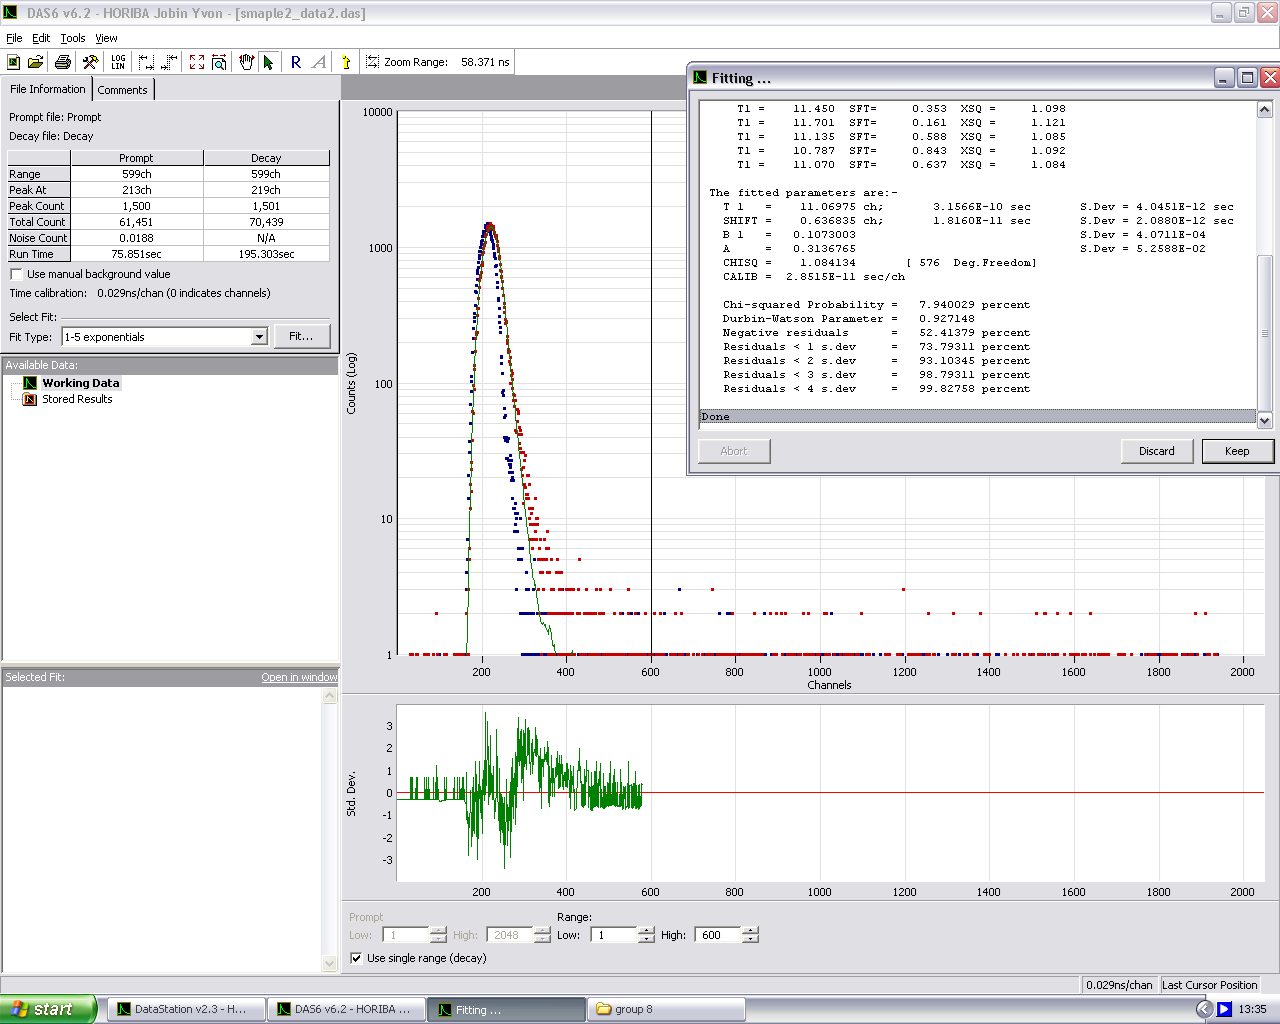 DAS6 v6.2 - HORIBA Jobin Yvon - [smaple2_data2.das]
File Edit Tools View
LOG LIN R A Zoom Range: 58.371 ns
File Information Comments
Prompt file: Prompt
Decay file: Decay
Prompt Decay
Range 599ch 599ch
Peak At 213ch 219ch
Peak Count 1,500 1,501
Total Count 61,451 70,439
Noise Count 0.0188 N/A
Run Time 75.851sec 195.303sec
Use manual background value
Time calibration: 0.029ns/chan (0 indicates channels)
Select Fit:
Fit Type: 1-5 exponentials Fit...
Available Data:
Working Data
Stored Results
Selected Fit: Open in window
Counts (Log)
10000
1000
100
10
1
200 400 600 800 1000 1200 1400 1600 1800 2000
Channels
Fitting ...
T1 = 11.450 SFT= 0.353 XSQ = 1.098
T1 = 11.701 SFT= 0.161 XSQ = 1.121
T1 = 11.135 SFT= 0.588 XSQ = 1.085
T1 = 10.787 SFT= 0.843 XSQ = 1.092
T1 = 11.070 SFT= 0.637 XSQ = 1.084
The fitted parameters are:-
T 1 = 11.06975 ch; 3.1566E-10 sec S.Dev = 4.0451E-12 sec
SHIFT = 0.636835 ch; 1.8160E-11 sec S.Dev = 2.0880E-12 sec
B 1 = 0.1073003 S.Dev = 4.0711E-04
A = 0.3136765 S.Dev = 5.2588E-02
CHISQ = 1.084134 [ 576 Deg.Freedom]
CALIB = 2.8515E-11 sec/ch
Chi-squared Probability = 7.940029 percent
Durbin-Watson Parameter = 0.927148
Negative residuals = 52.41379 percent
Residuals < 1 s.dev = 73.79311 percent
Residuals < 2 s.dev = 93.10345 percent
Residuals < 3 s.dev = 98.79311 percent
Residuals < 4 s.dev = 99.82758 percent
Done
Abort Discard Keep
Std. Dev.
3
2
1
0
-1
-2
-3
200 400 600 800 1000 1200 1400 1600 1800 2000
Prompt Range:
Low: 1 High: 2048 Low: 1 High: 600
Use single range (decay)
0.029ns/chan Last Cursor Position
start DataStation v2.3 - H... DAS6 v6.2 - HORIBA ... Fitting ... group 8 13:35